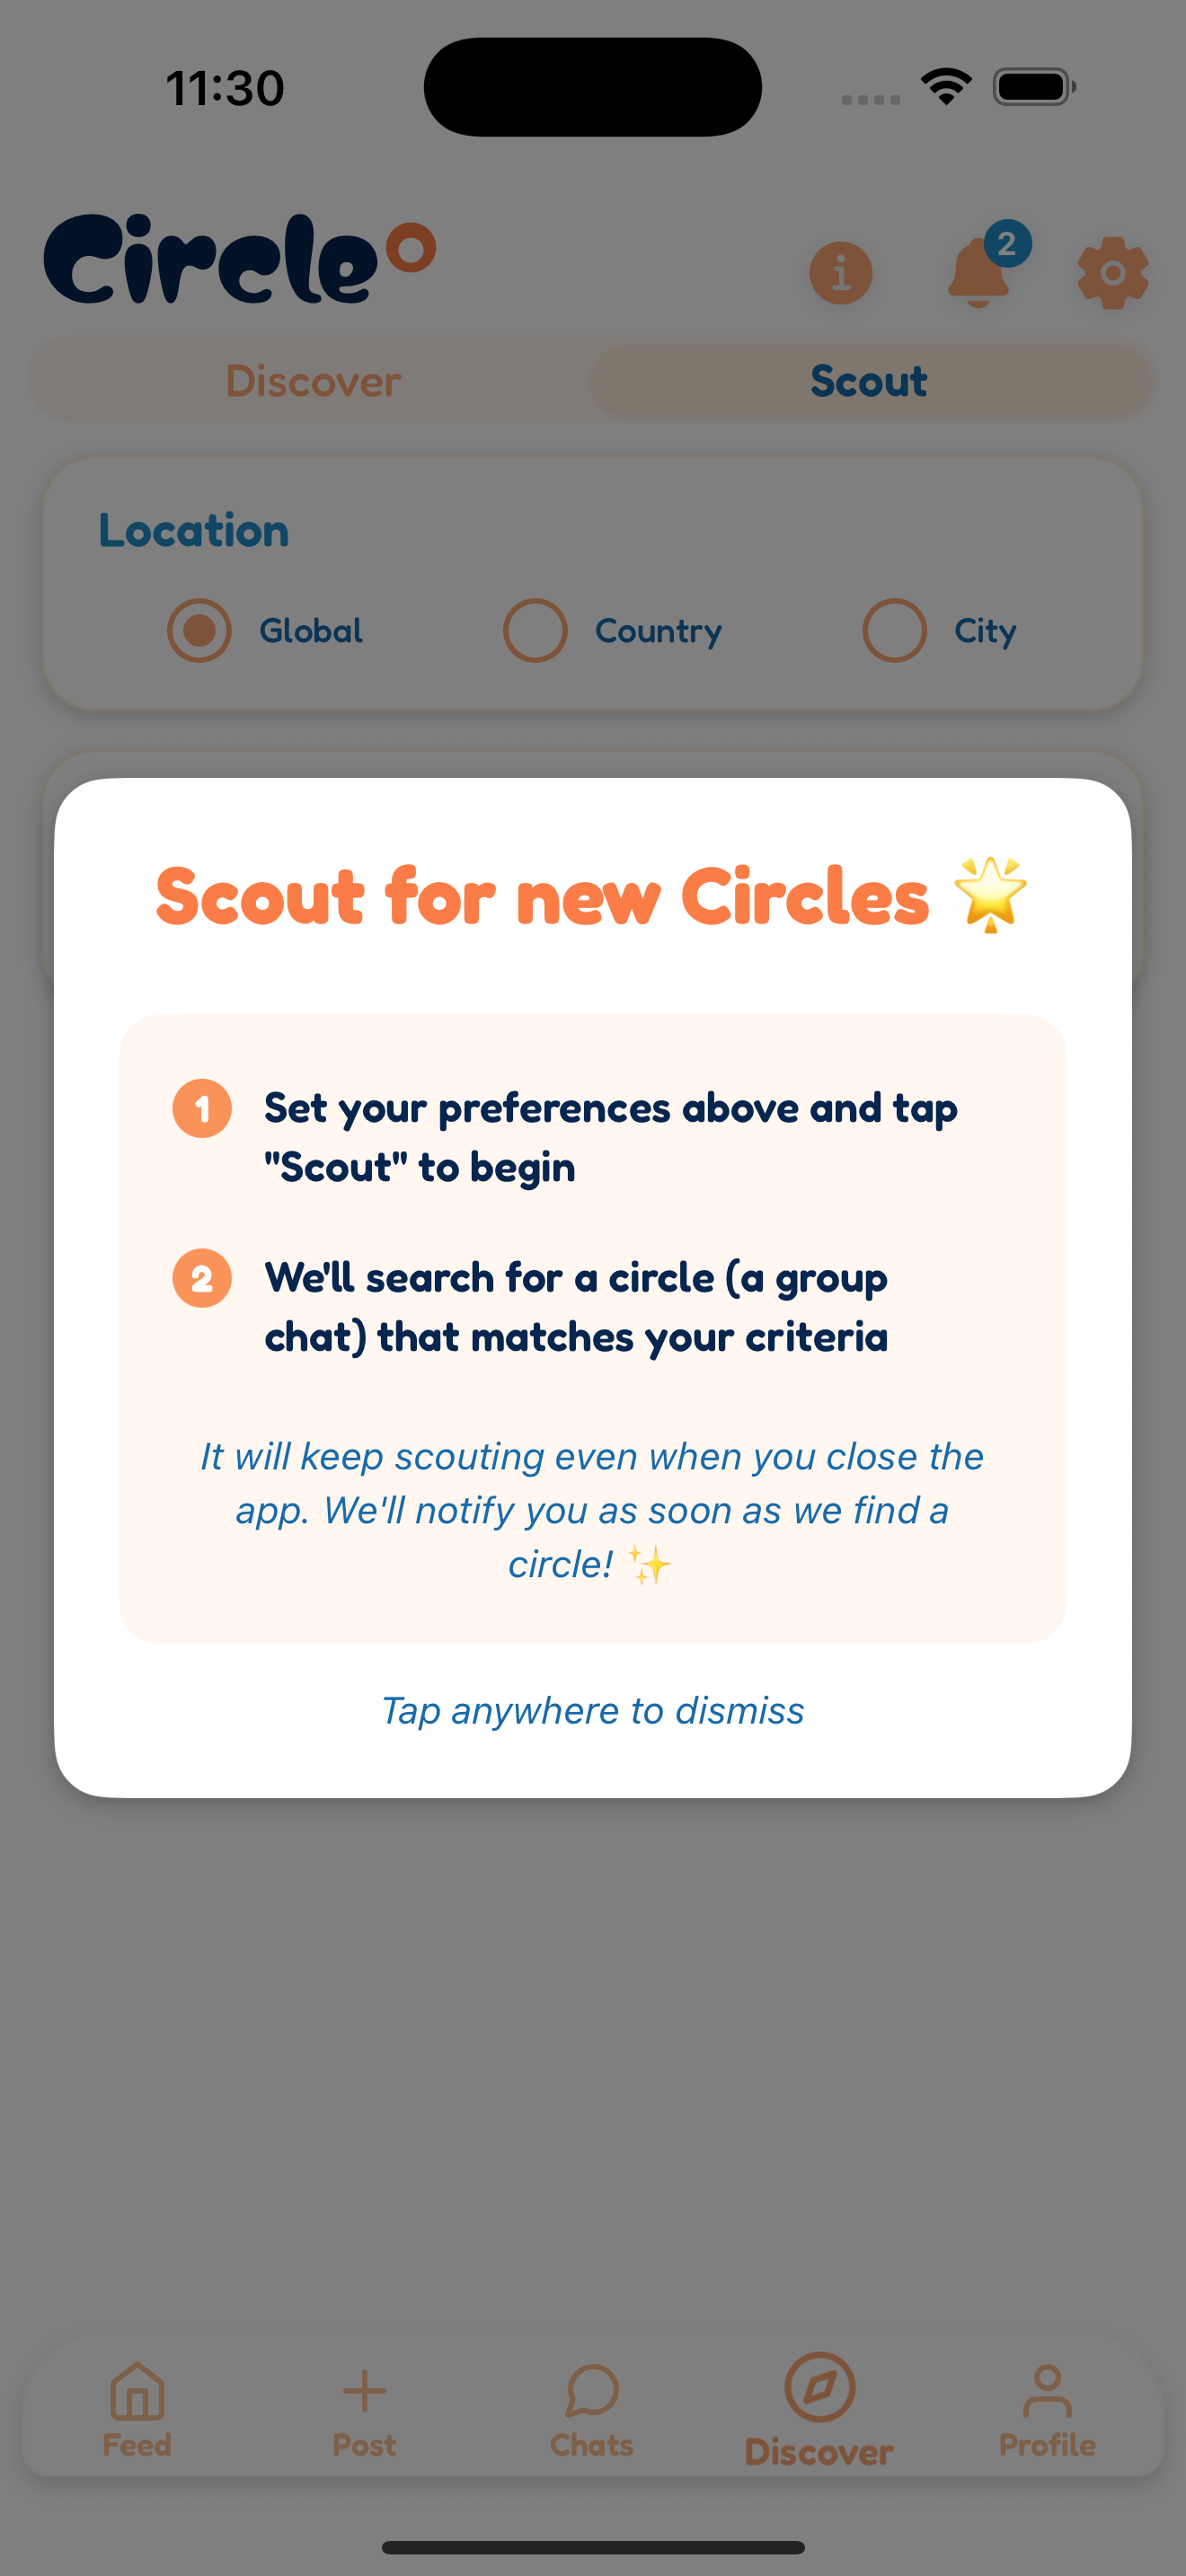 11:30
Circle
2
Discover
Scout
Location
Global
Country
City
Scout for new Circles 🌟
1
Set your preferences above and tap
"Scout" to begin
2
We'll search for a circle (a group
chat) that matches your criteria
It will keep scouting even when you close the
app. We'll notify you as soon as we find a
circle! ✨
Tap anywhere to dismiss
Feed
Post
Chats
Discover
Profile